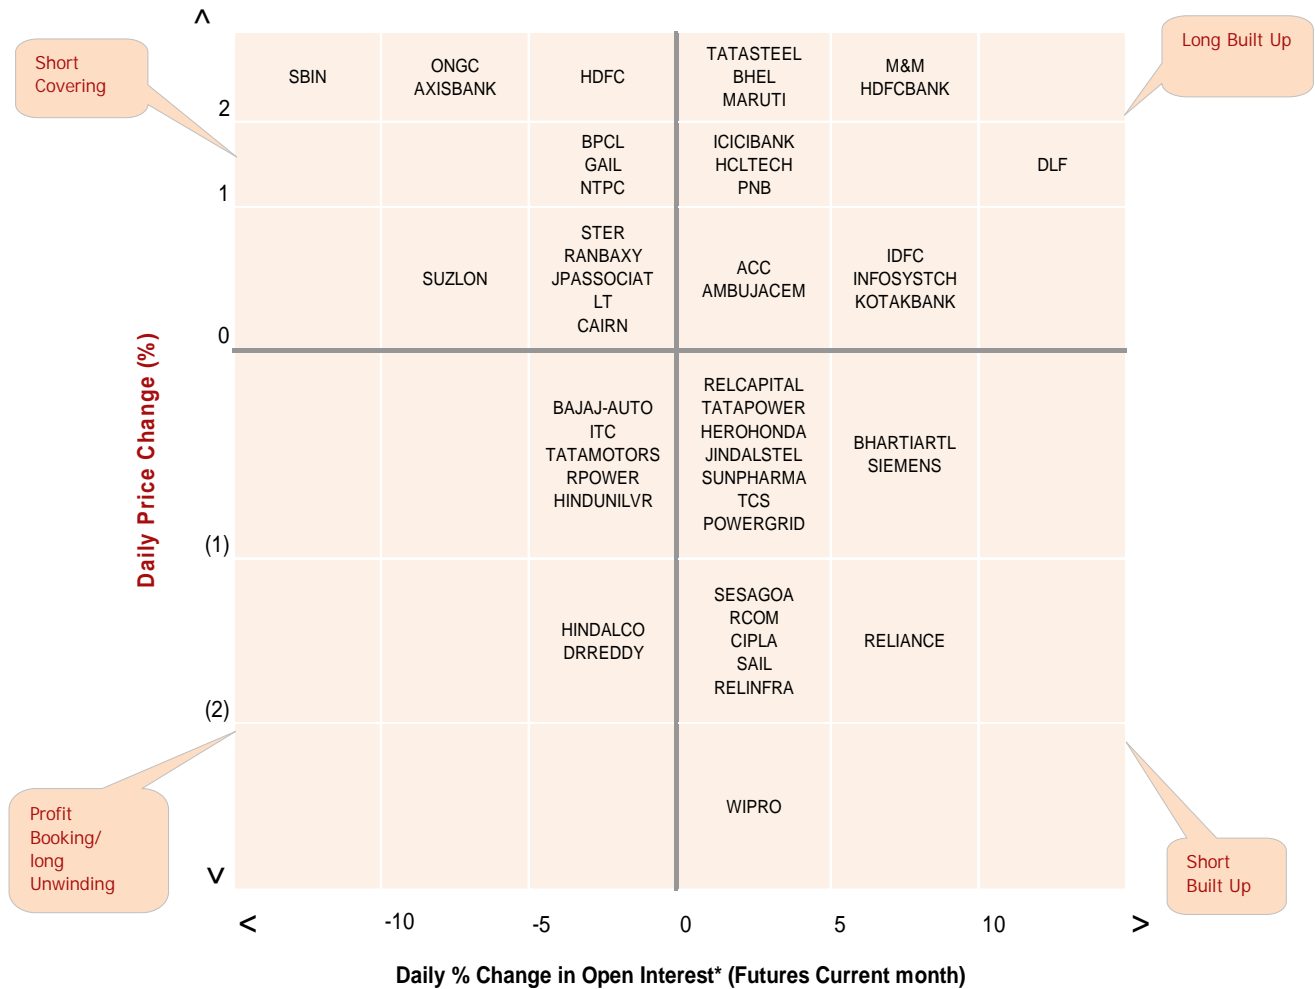 ^
Short
Covering
Long Built Up
SBIN
ONGC
AXISBANK
HDFC
TATASTEEL
BHEL
MARUTI
M&M
HDFCBANK
2
BPCL
GAIL
NTPC
ICICIBANK
HCLTECH
PNB
DLF
1
SUZLON
STER
RANBAXY
JPASSOCIAT
LT
CAIRN
ACC
AMBUJACEM
IDFC
INFOSYSTCH
KOTAKBANK
0
Daily Price Change (%)
BAJAJ-AUTO
ITC
TATAMOTORS
RPOWER
HINDUNILVR
RELCAPITAL
TATAPOWER
HEROHONDA
JINDALSTEL
SUNPHARMA
TCS
POWERGRID
BHARTIARTL
SIEMENS
(1)
HINDALCO
DRREDDY
SESAGOA
RCOM
CIPLA
SAIL
RELINFRA
RELIANCE
(2)
WIPRO
Profit
Booking/
long
Unwinding
Short
Built Up
V
< -10 -5 0 5 10 >
Daily % Change in Open Interest* (Futures Current month)